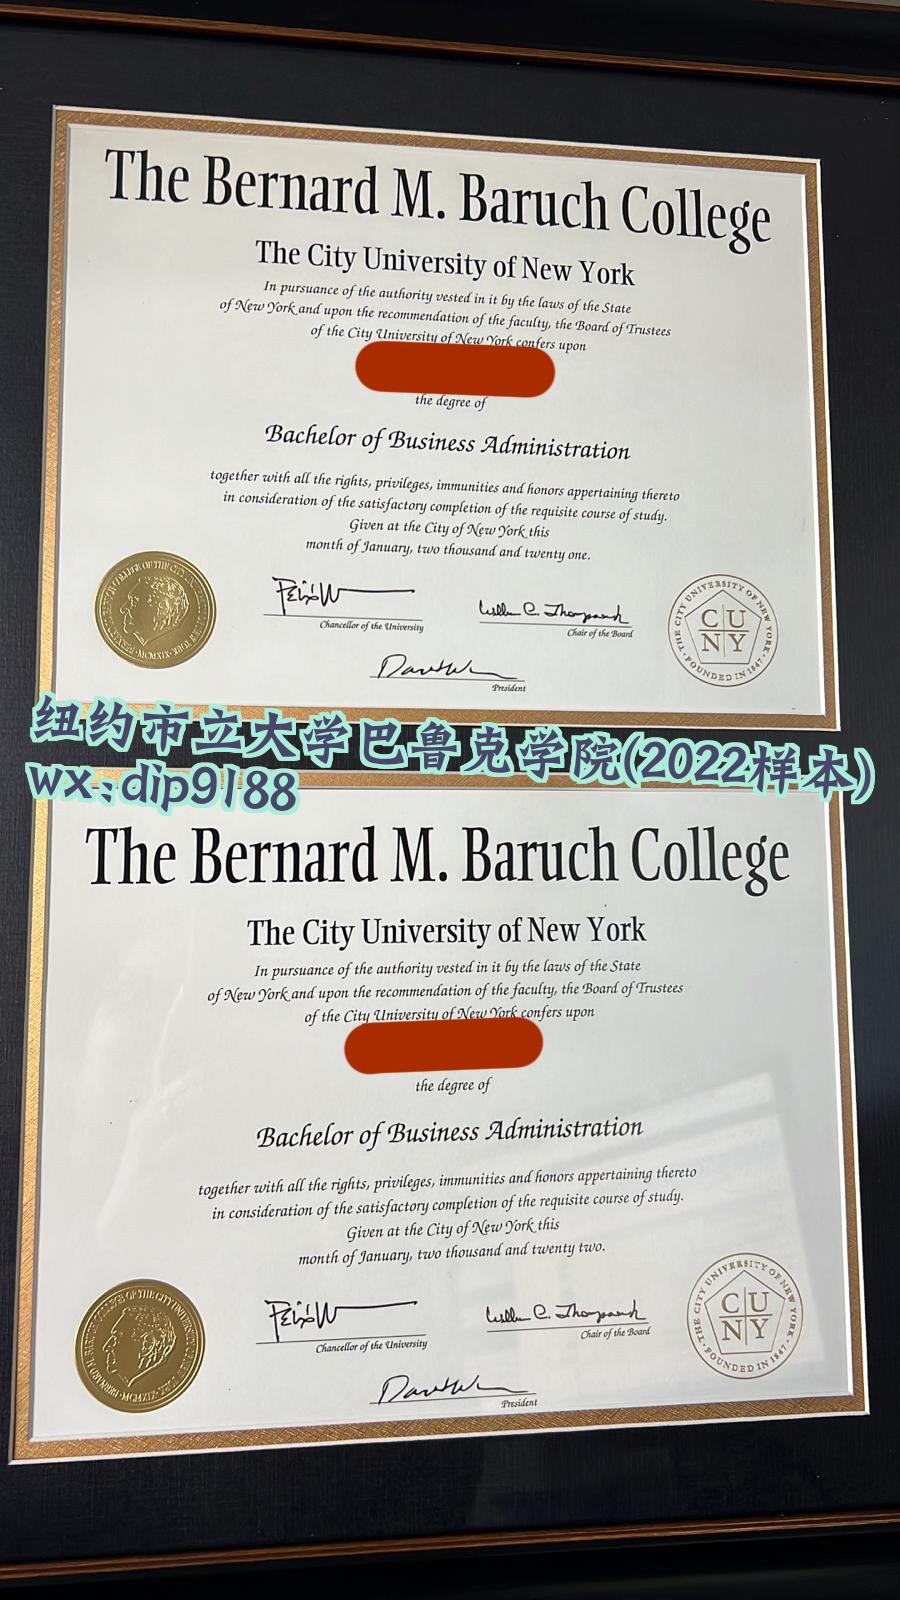 The Bernard M. Baruch College
The City University of New York
In pursuance of the authority vested in it by the laws of the State
of New York and upon the recommendation of the faculty, the Board of Trustees
of the City University of New York confers upon
the degree of
Bachelor of Business Administration
together with all the rights, privileges, immunities and honors appertaining thereto
in consideration of the satisfactory completion of the requisite course of study.
Given at the City of New York this
month of January, two thousand and twenty one.
Chancellor of the University
Chair of the Board
President
THE CITY UNIVERSITY OF NEW YORK
CU
NY
FOUNDED IN 1847
纽约市立大学巴鲁克学院(2022样本)
wx:dip9188
The Bernard M. Baruch College
The City University of New York
In pursuance of the authority vested in it by the laws of the State
of New York and upon the recommendation of the faculty, the Board of Trustees
of the City University of New York confers upon
the degree of
Bachelor of Business Administration
together with all the rights, privileges, immunities and honors appertaining thereto
in consideration of the satisfactory completion of the requisite course of study.
Given at the City of New York this
month of January, two thousand and twenty two.
Chancellor of the University
Chair of the Board
President
THE CITY UNIVERSITY OF NEW YORK
CU
NY
FOUNDED IN 1847